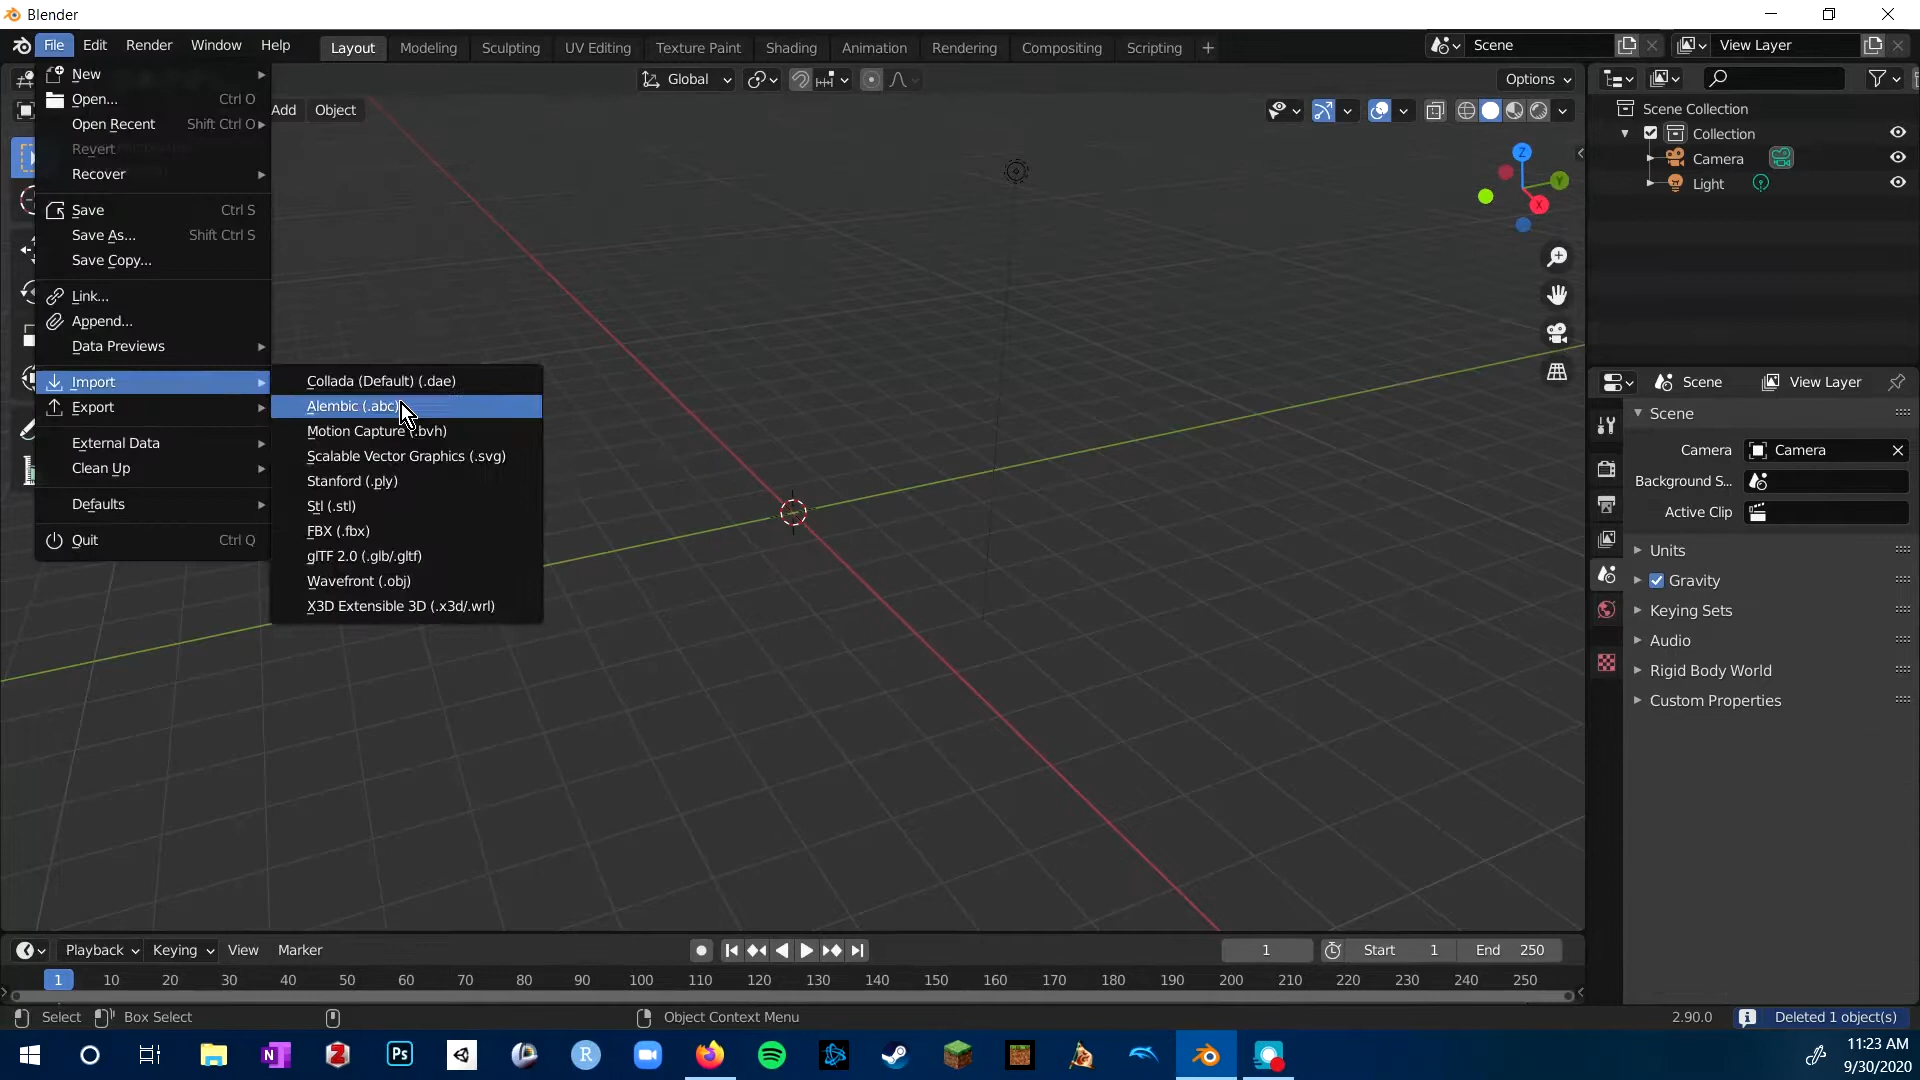 Blender
File Edit Render Window Help Layout Modeling Sculpting UV Editing Texture Paint Shading Animation Rendering Compositing Scripting + Scene View Layer
New
Open... Ctrl O
Open Recent Shift Ctrl O
Revert
Recover
Save Ctrl S
Save As... Shift Ctrl S
Save Copy...
Link...
Append...
Data Previews
Import
Export
External Data
Clean Up
Defaults
Quit Ctrl Q
Collada (Default) (.dae)
Alembic (.abc)
Motion Capture (.bvh)
Scalable Vector Graphics (.svg)
Stanford (.ply)
Stl (.stl)
FBX (.fbx)
glTF 2.0 (.glb/.gltf)
Wavefront (.obj)
X3D Extensible 3D (.x3d/.wrl)
Global Options
Add Object
Z
Y
X
Scene Collection
Collection
Camera
Light
Scene View Layer
Scene
Camera Camera
Background S...
Active Clip
Units
Gravity
Keying Sets
Audio
Rigid Body World
Custom Properties
Playback Keying View Marker 1 Start 1 End 250
1 10 20 30 40 50 60 70 80 90 100 110 120 130 140 150 160 170 180 190 200 210 220 230 240 250
Select Box Select Object Context Menu 2.90.0 Deleted 1 object(s)
N Z Ps R
11:23 AM
9/30/2020